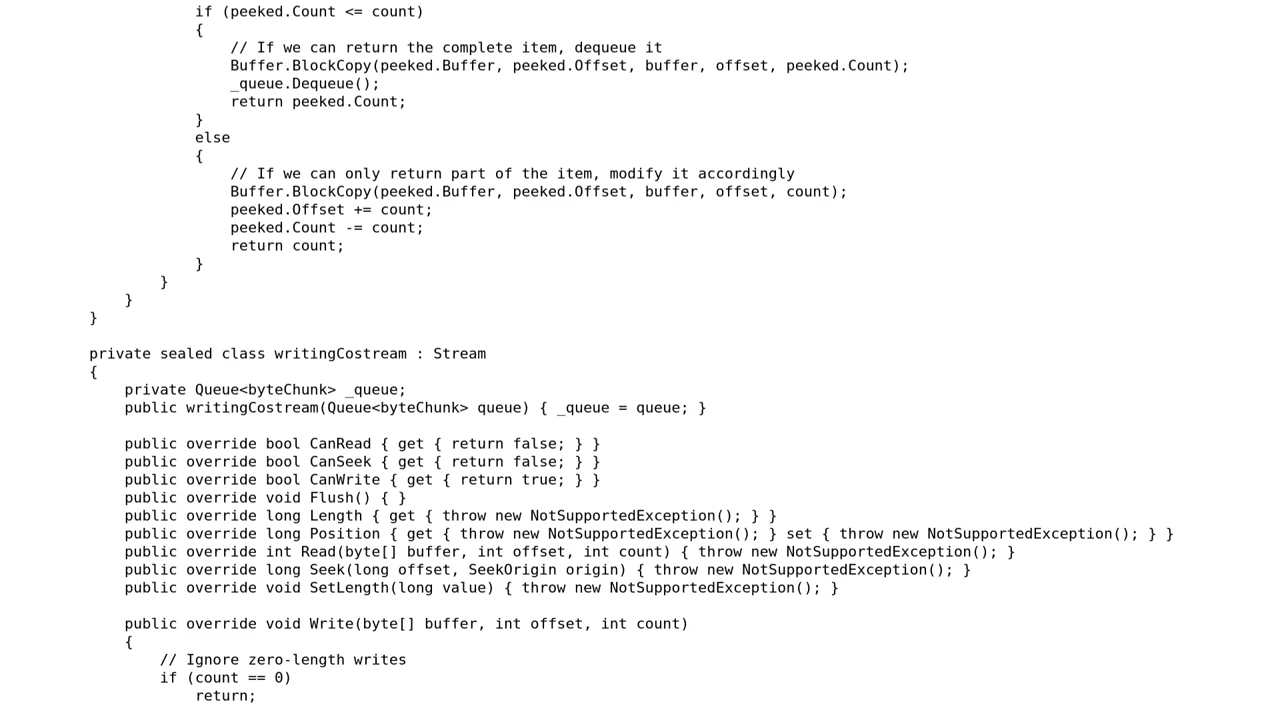 if (peeked.Count <= count)
{
// If we can return the complete item, dequeue it
Buffer.BlockCopy(peeked.Buffer, peeked.Offset, buffer, offset, peeked.Count);
_queue.Dequeue();
return peeked.Count;
}
else
{
// If we can only return part of the item, modify it accordingly
Buffer.BlockCopy(peeked.Buffer, peeked.Offset, buffer, offset, count);
peeked.Offset += count;
peeked.Count -= count;
return count;
}
}
}
}
private sealed class writingCostream : Stream
{
private Queue<byteChunk> _queue;
public writingCostream(Queue<byteChunk> queue) { _queue = queue; }
public override bool CanRead { get { return false; } }
public override bool CanSeek { get { return false; } }
public override bool CanWrite { get { return true; } }
public override void Flush() { }
public override long Length { get { throw new NotSupportedException(); } }
public override long Position { get { throw new NotSupportedException(); } set { throw new NotSupportedException(); } }
public override int Read(byte[] buffer, int offset, int count) { throw new NotSupportedException(); }
public override long Seek(long offset, SeekOrigin origin) { throw new NotSupportedException(); }
public override void SetLength(long value) { throw new NotSupportedException(); }
public override void Write(byte[] buffer, int offset, int count)
{
// Ignore zero-length writes
if (count == 0)
return;